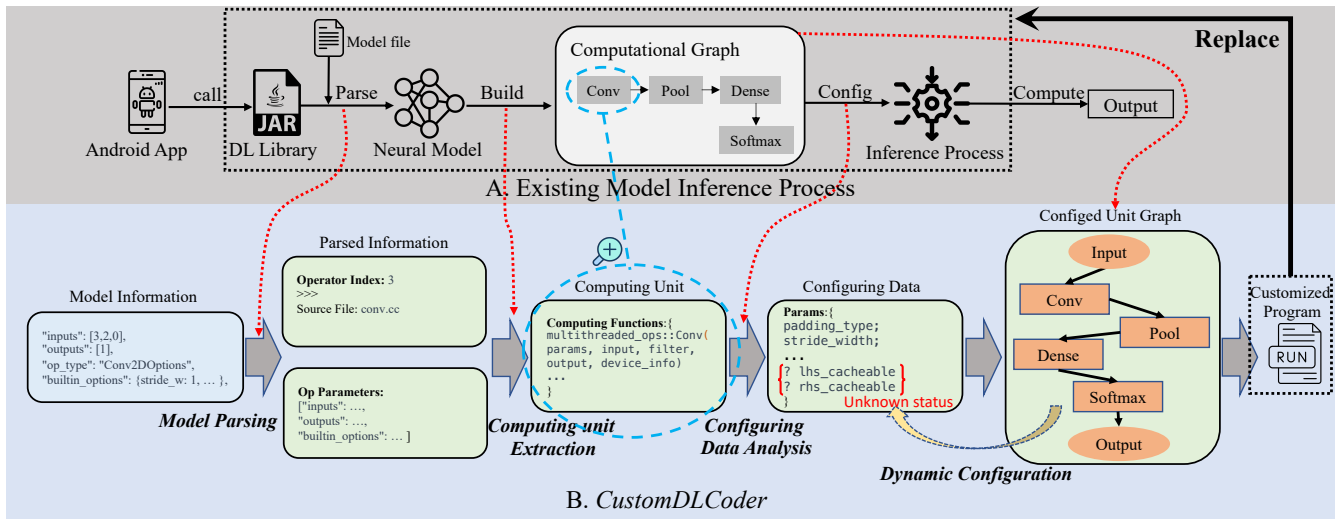 Model file
Replace
Computational Graph
Conv
Pool
Dense
Softmax
call
Parse
Build
Config
Compute
Output
JAR
Android App
DL Library
Neural Model
Inference Process
A. Existing Model Inference Process
Model Information
"inputs": [3,2,0],
"outputs": [1],
"op_type": "Conv2DOptions",
"builtin_options": {stride_w: 1, … },
Model Parsing
Parsed Information
Operator Index: 3
>>>
Source File: conv.cc
Op Parameters:
["inputs": …,
"outputs": …,
"builtin_options": … ]
Computing unit
Extraction
Computing Unit
Computing Functions:{
multithreaded_ops::Conv(
params, input, filter,
output, device_info)
...
}
Configuring
Data Analysis
Configuring Data
Params:{
padding_type;
stride_width;
...
{? lhs_cacheable}
{? rhs_cacheable}
}
Unknown status
Dynamic Configuration
Configed Unit Graph
Input
Conv
Pool
Dense
Softmax
Output
Customized
Program
RUN
B. CustomDLCoder